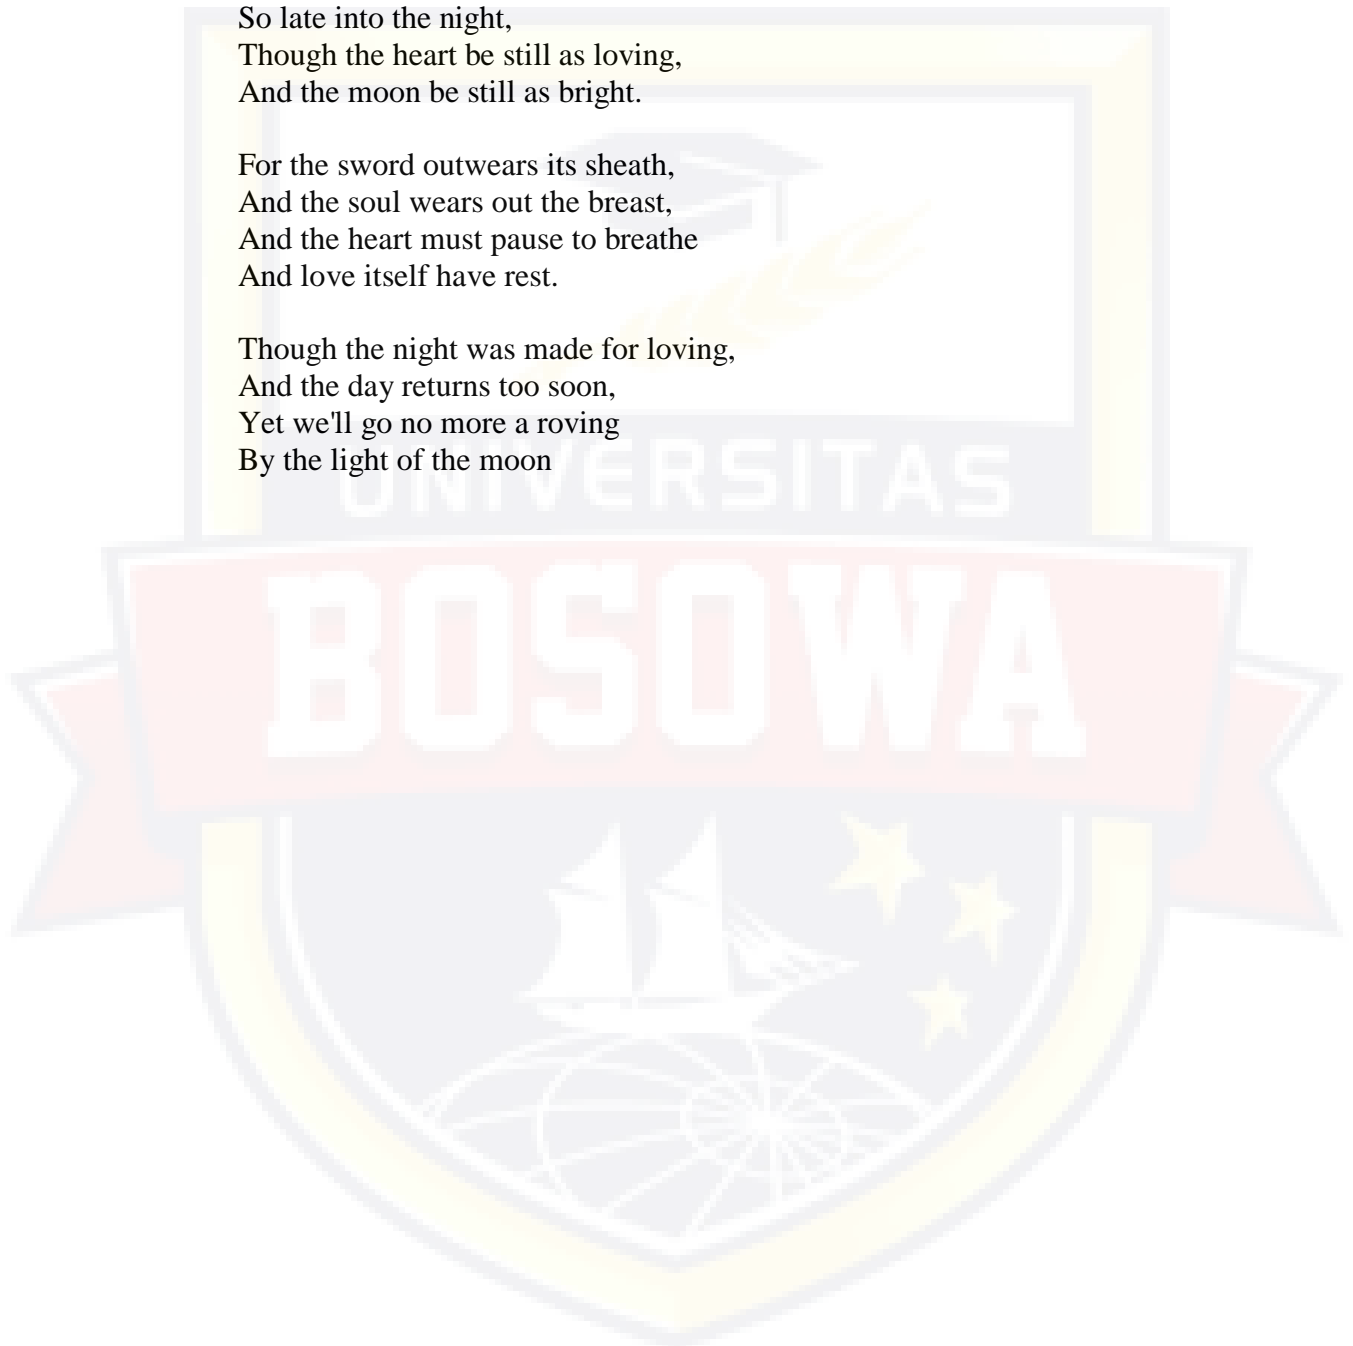 So late into the night,
Though the heart be still as loving,
And the moon be still as bright.

For the sword outwears its sheath,
And the soul wears out the breast,
And the heart must pause to breathe
And love itself have rest.

Though the night was made for loving,
And the day returns too soon,
Yet we'll go no more a roving
By the light of the moon
UNIVERSITAS
BOSOWA